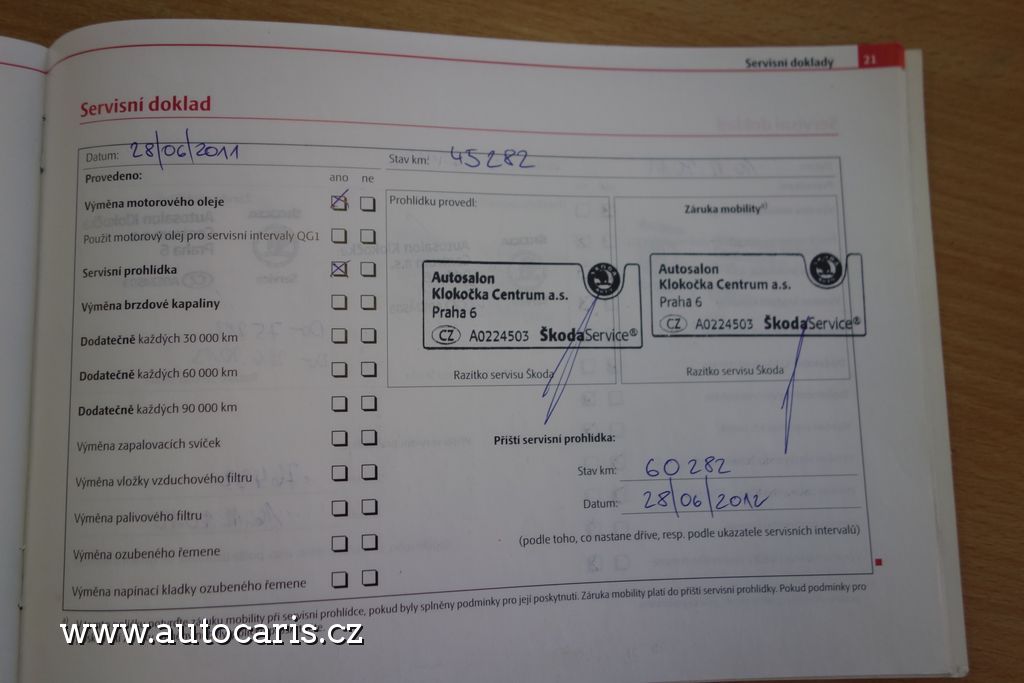 Servisní doklady 21
Servisní doklad
Datum: 28/06/2011 Stav km: 45282
Provedeno: ano ne
Výměna motorového oleje
Prohlídku provedl:
Záruka mobility⁴⁾
Použit motorový olej pro servisní intervaly QG1
Servisní prohlídka
Výměna brzdové kapaliny
Dodatečně každých 30 000 km
Dodatečně každých 60 000 km
Dodatečně každých 90 000 km
Výměna zapalovacích svíček
Výměna vložky vzduchového filtru
Výměna palivového filtru
Výměna ozubeného řemene
Výměna napínací kladky ozubeného řemene
Autosalon
Klokočka Centrum a.s.
Praha 6
CZ A0224503 ŠkodaService®
Razítko servisu Škoda
Autosalon
Klokočka Centrum a.s.
Praha 6
CZ A0224503 ŠkodaService®
Razítko servisu Škoda
Příští servisní prohlídka:
Stav km: 60 282
Datum: 28/06/2012
(podle toho, co nastane dříve, resp. podle ukazatele servisních intervalů)
záruku mobility při servisní prohlídce, pokud byly splněny podmínky pro její poskytnutí. Záruka mobility platí do příští servisní prohlídky. Pokud podmínky pro
www.autocaris.cz